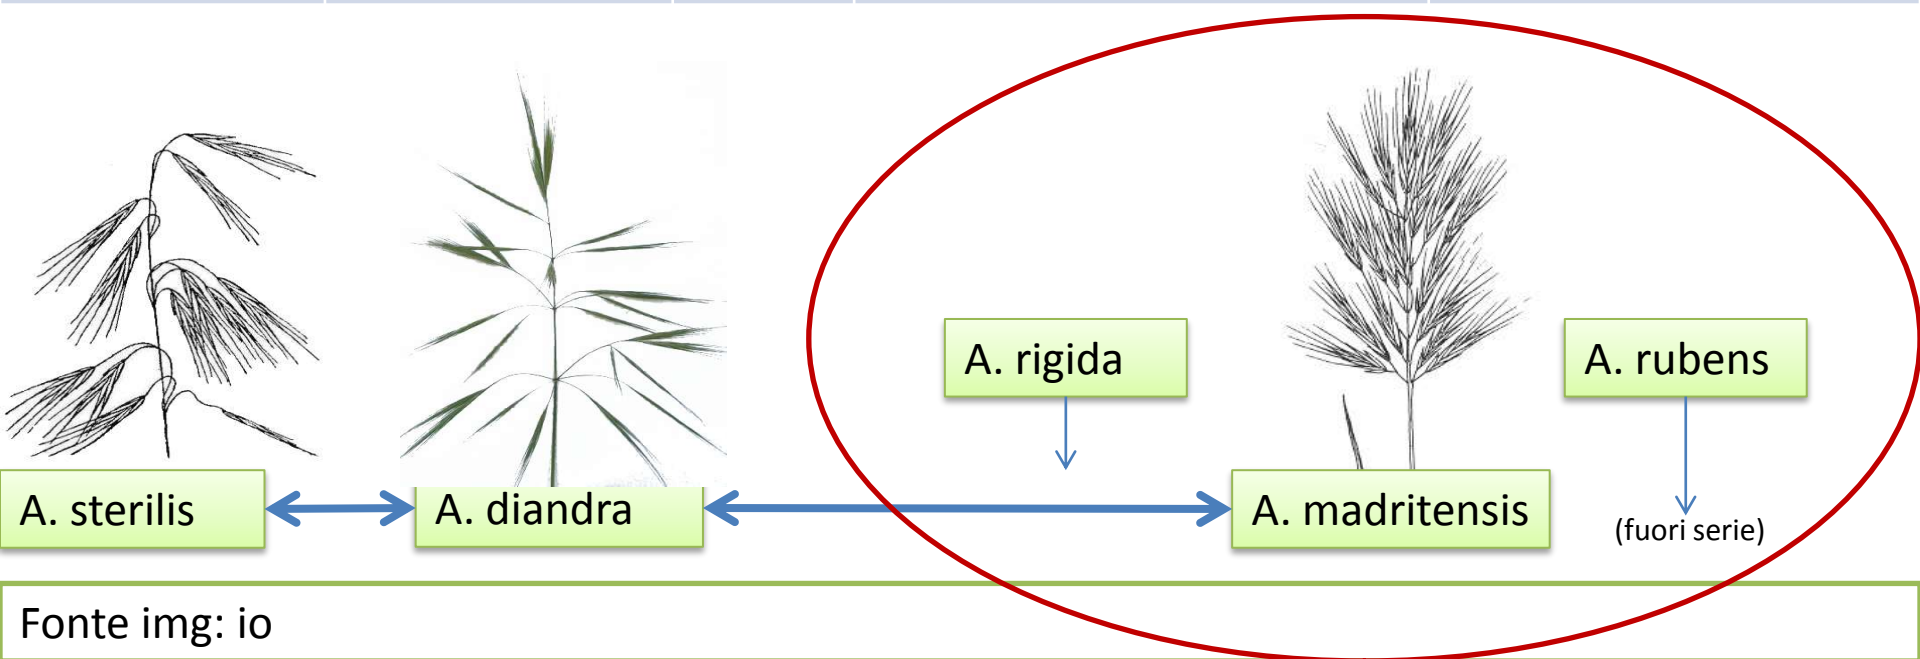 A. rigida
A. rubens
A. sterilis
A. diandra
A. madritensis
(fuori serie)
Fonte img: io